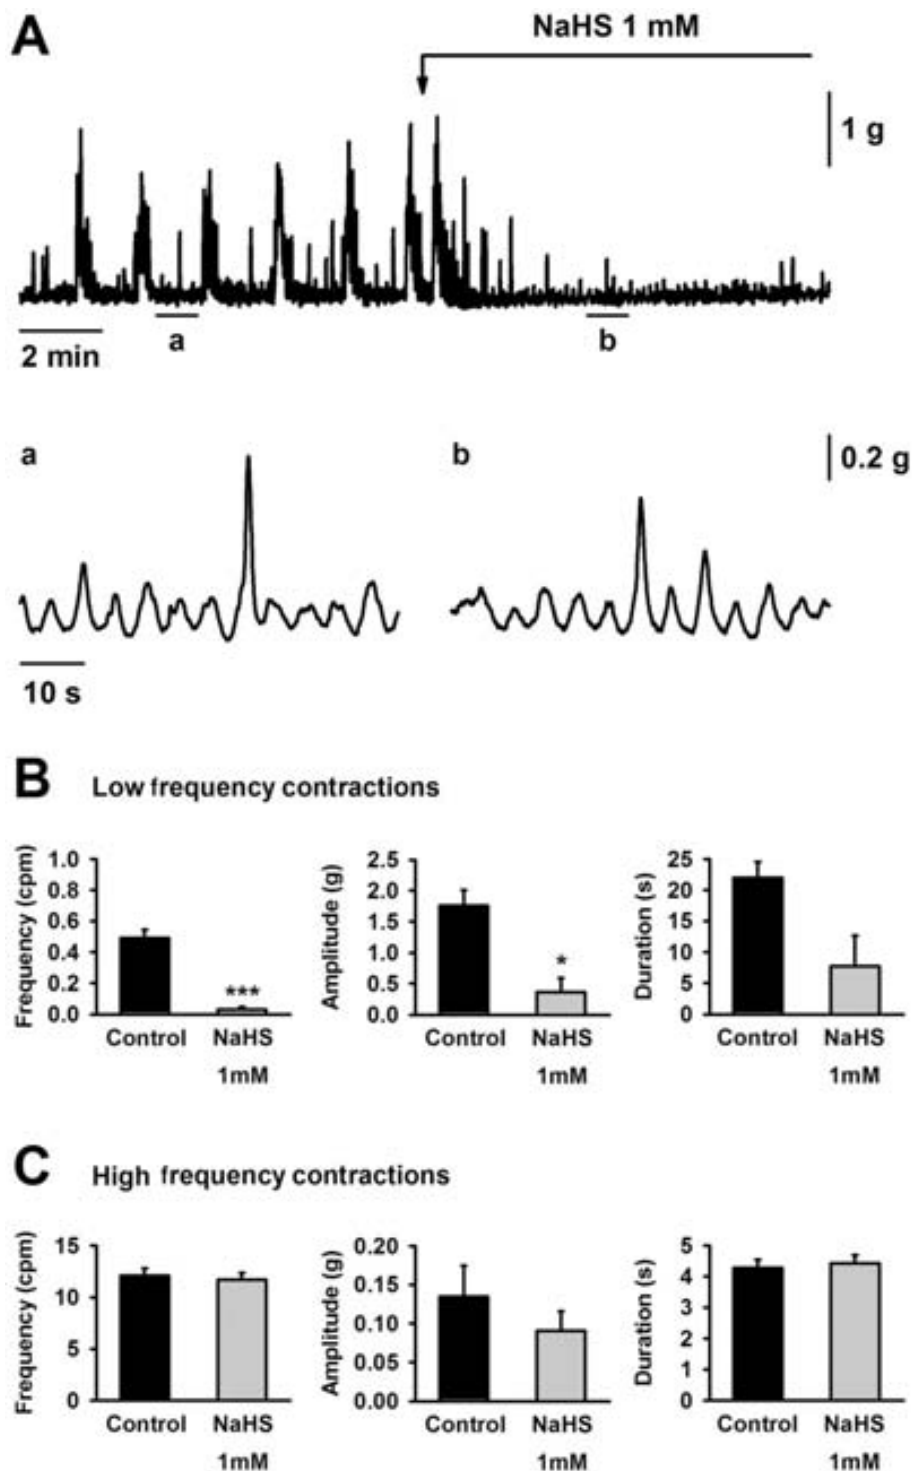 A
NaHS 1 mM
1 g
2 min
a
b
a
b
0.2 g
10 s
B
Low frequency contractions
Frequency (cpm)
1.0
0.8
0.6
0.4
0.2
0.0
***
Control
NaHS
1mM
Amplitude (g)
2.5
2.0
1.5
1.0
0.5
0.0
*
Control
NaHS
1mM
Duration (s)
25
20
15
10
5
0
Control
NaHS
1mM
C
High frequency contractions
Frequency (cpm)
15
10
5
0
Control
NaHS
1mM
Amplitude (g)
0.20
0.15
0.10
0.05
0.00
Control
NaHS
1mM
Duration (s)
5
4
3
2
1
0
Control
NaHS
1mM